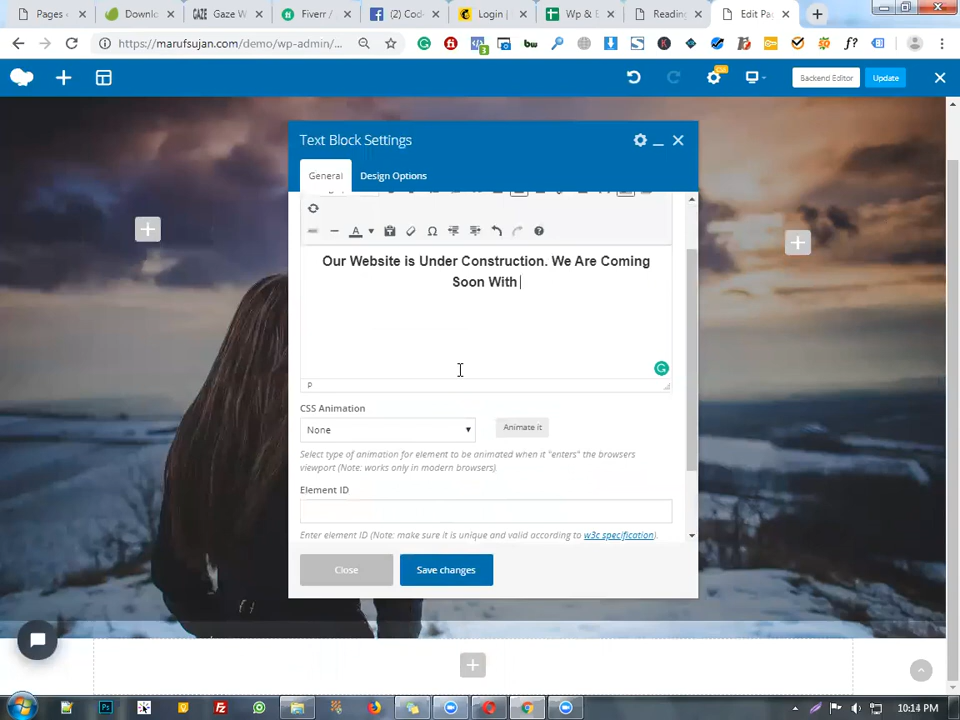 Pages ‹
Downlo
GAZE Gaze W
Fiverr /
(2) Co
Login |
Wp &
Reading
Edit Pa
https://marufsujan.com/demo/wp-admin/...
Backend Editor
Update
Text Block Settings
General
Design Options
Our Website is Under Construction. We Are Coming
Soon With
P
CSS Animation
None
Animate it
Select type of animation for element to be animated when it "enters" the browsers
viewport (Note: works only in modern browsers).
Element ID
Enter element ID (Note: make sure it is unique and valid according to w3c specification).
Close
Save changes
10:14 PM